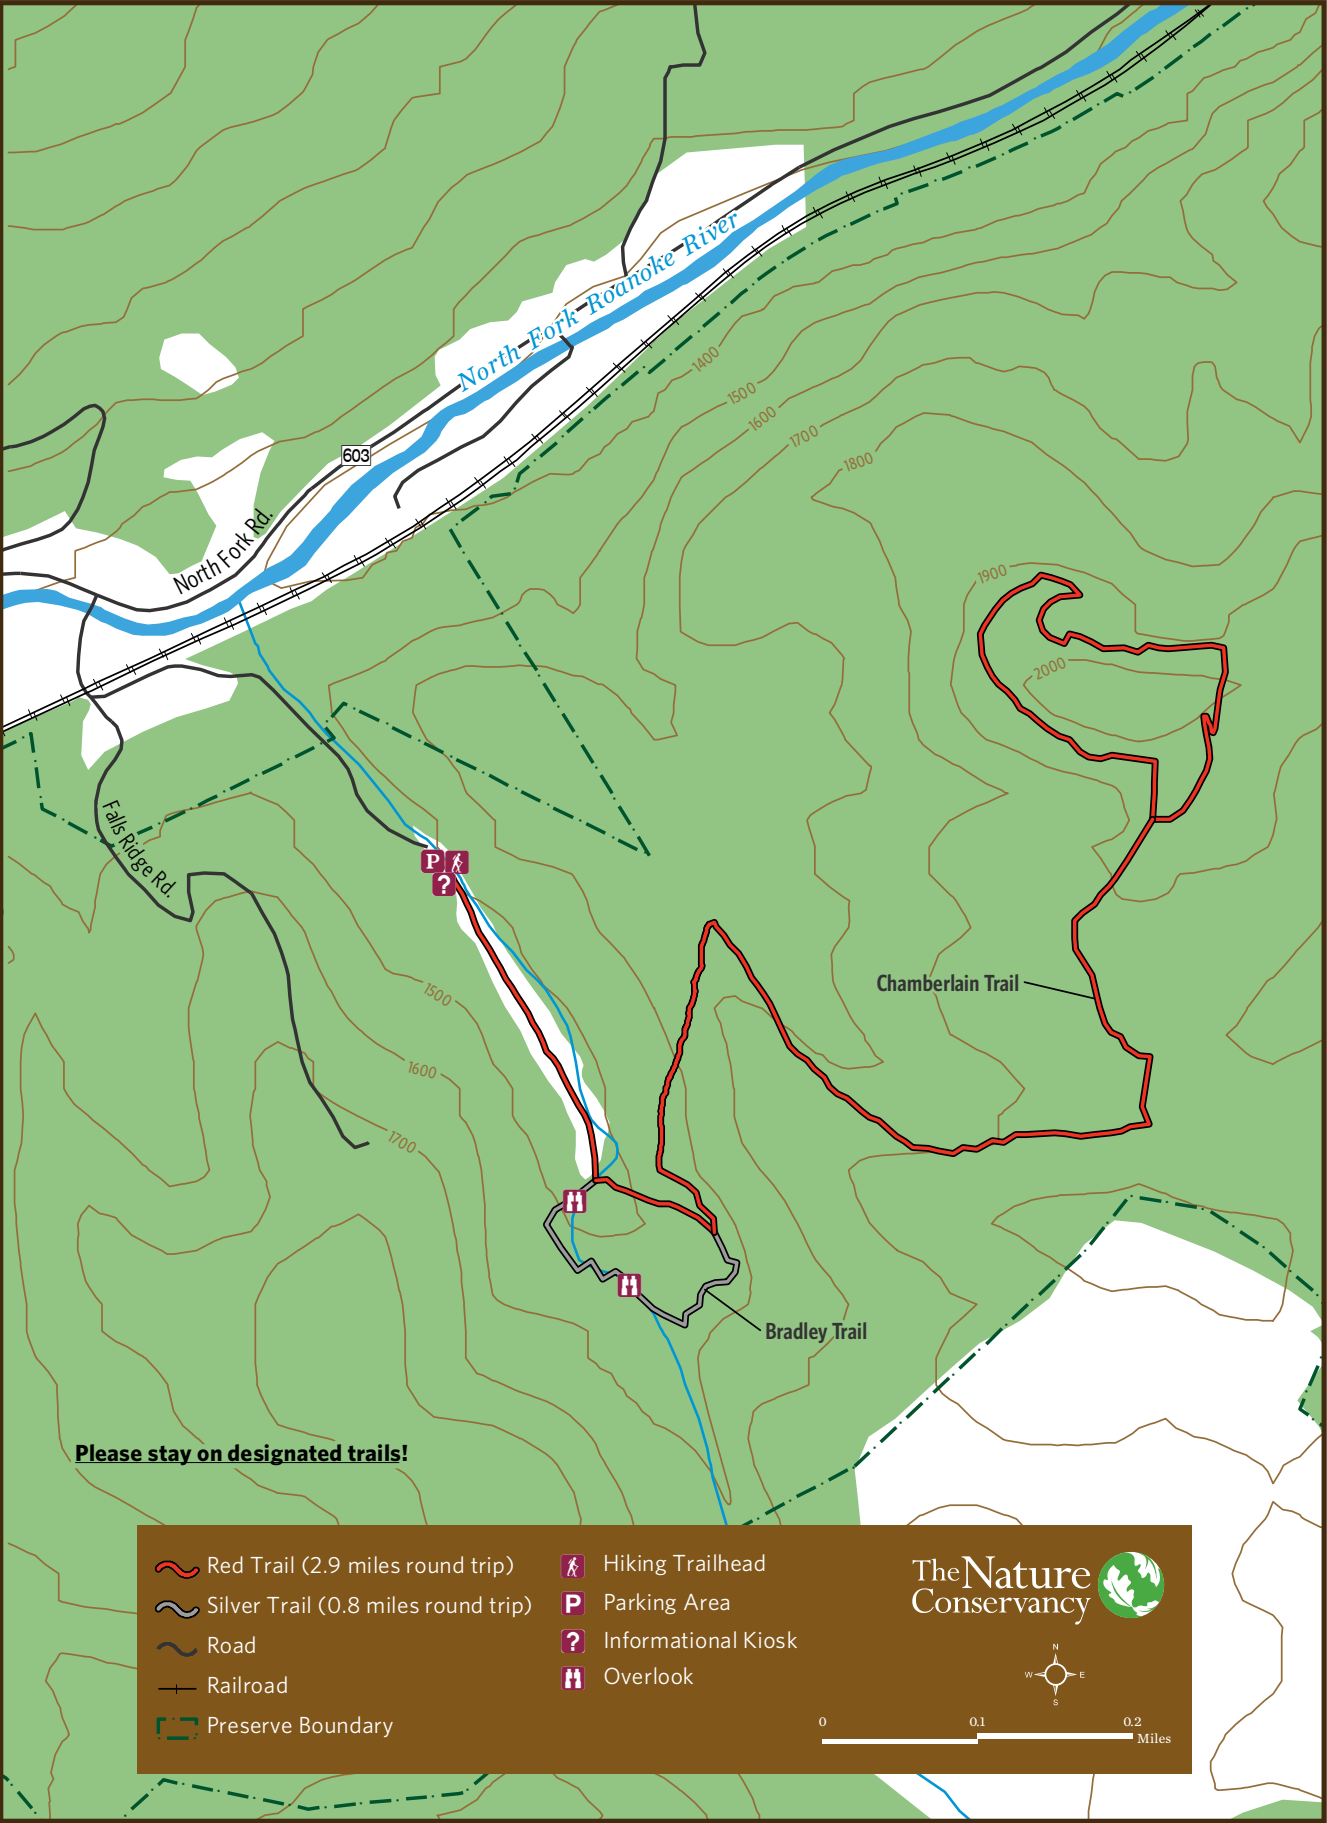 North Fork Roanoke River
1400
1500
1600
1700
1800
603
North Fork Rd.
1900
2000
Falls Ridge Rd.
P
?
Chamberlain Trail
1500
1600
1700
Bradley Trail
Please stay on designated trails!
Red Trail (2.9 miles round trip)
Silver Trail (0.8 miles round trip)
Road
Railroad
Preserve Boundary
Hiking Trailhead
P Parking Area
? Informational Kiosk
Overlook
The Nature
Conservancy
N
W E
S
0 0.1 0.2
Miles